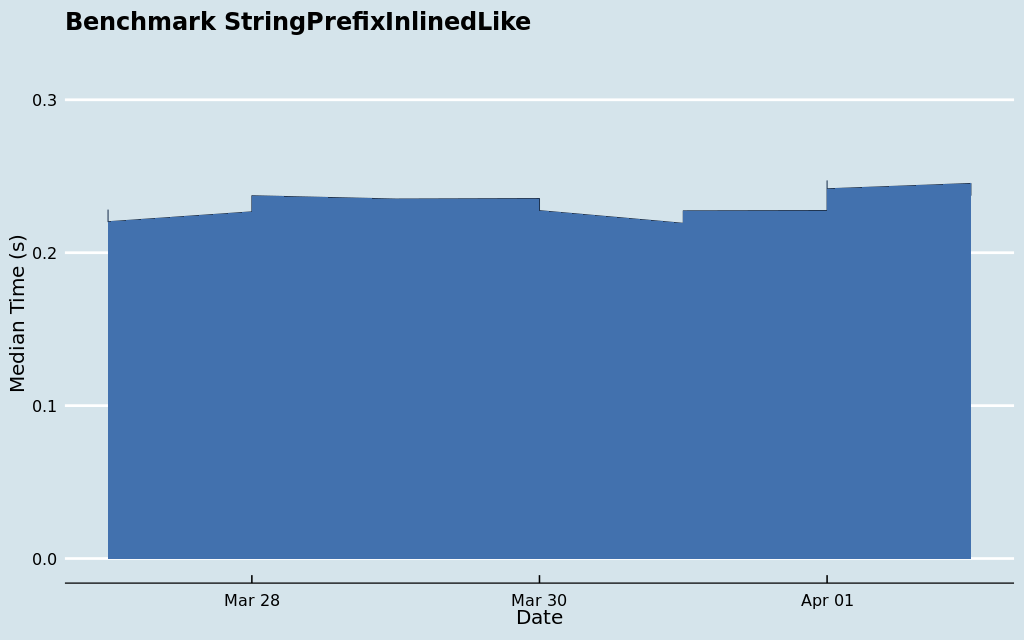 Benchmark StringPrefixInlinedLike
Median Time (s)
0.3
0.2
0.1
0.0
Mar 28
Mar 30
Apr 01
Date